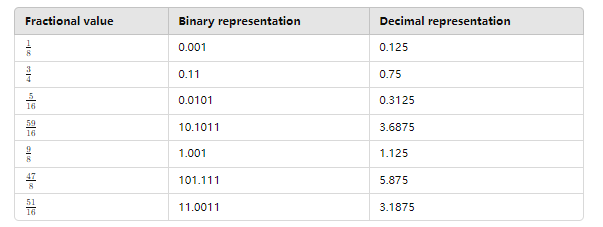 Fractional value Binary representation Decimal representation
1/8 0.001 0.125
3/4 0.11 0.75
5/16 0.0101 0.3125
59/16 10.1011 3.6875
9/8 1.001 1.125
47/8 101.111 5.875
51/16 11.0011 3.1875